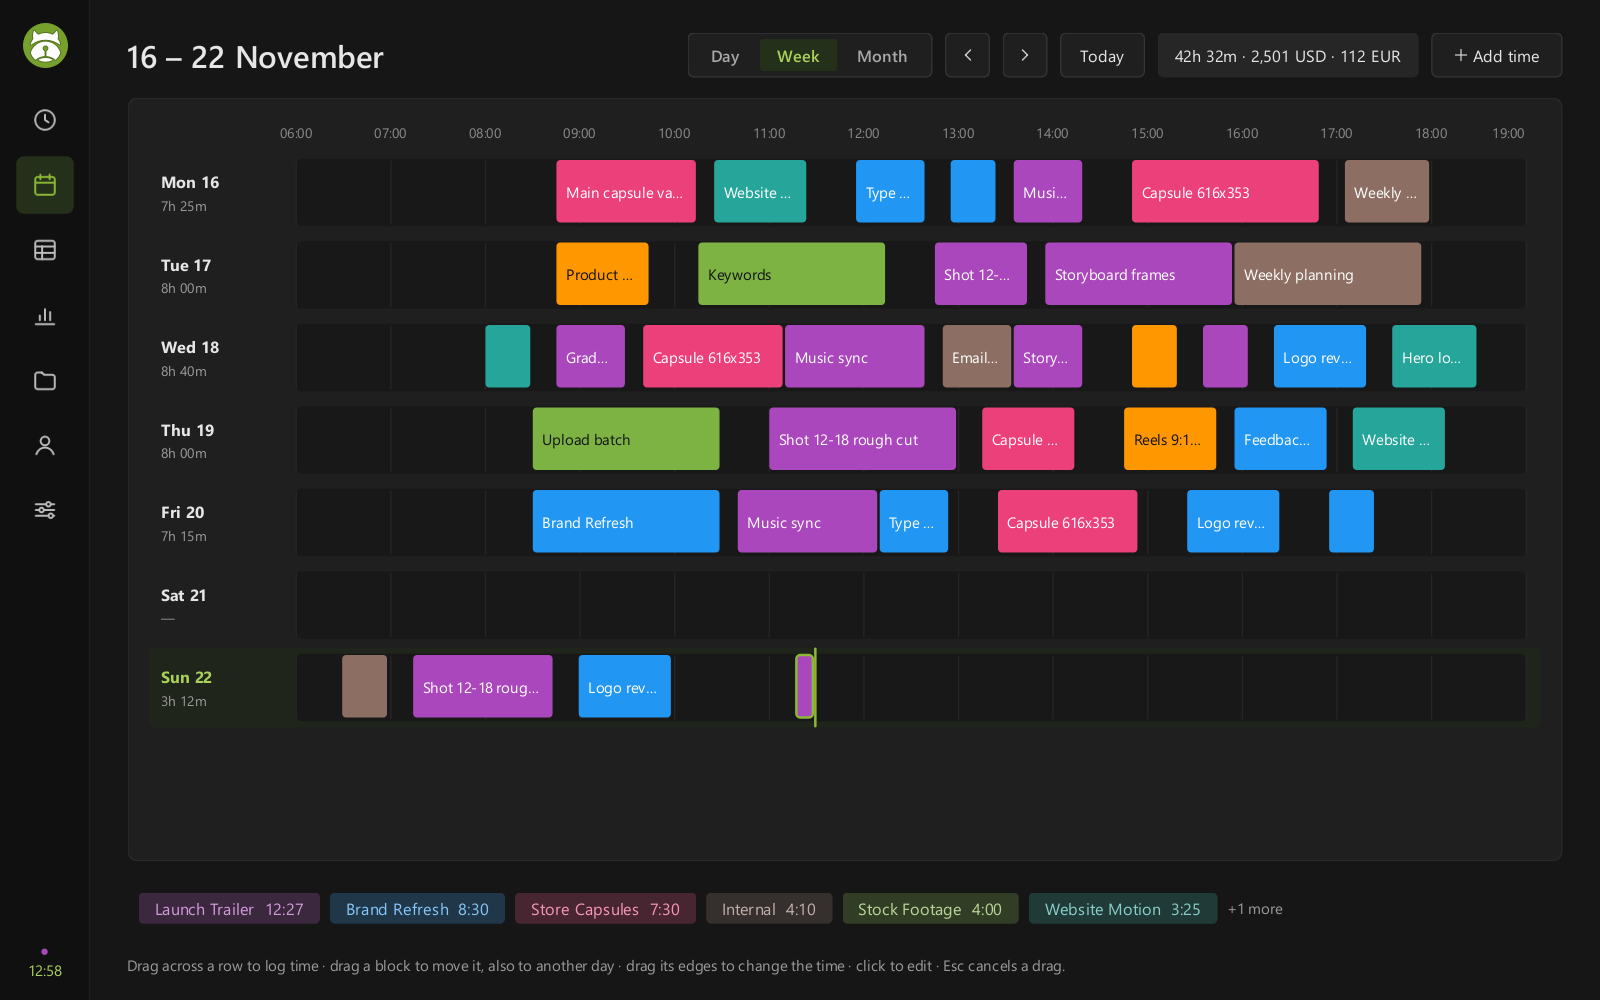 16 – 22 November
Day Week Month
Today
42h 32m · 2,501 USD · 112 EUR
+ Add time
06:00 07:00 08:00 09:00 10:00 11:00 12:00 13:00 14:00 15:00 16:00 17:00 18:00 19:00
Mon 16
7h 25m
Main capsule va... Website ... Type ... Musi... Capsule 616x353 Weekly ...
Tue 17
8h 00m
Product ... Keywords Shot 12-... Storyboard frames Weekly planning
Wed 18
8h 40m
Grad... Capsule 616x353 Music sync Email... Story... Logo rev... Hero lo...
Thu 19
8h 00m
Upload batch Shot 12-18 rough cut Capsule ... Reels 9:1... Feedbac... Website ...
Fri 20
7h 15m
Brand Refresh Music sync Type ... Capsule 616x353 Logo rev...
Sat 21
—
Sun 22
3h 12m
Shot 12-18 roug... Logo rev...
Launch Trailer 12:27 Brand Refresh 8:30 Store Capsules 7:30 Internal 4:10 Stock Footage 4:00 Website Motion 3:25 +1 more
12:58
Drag across a row to log time · drag a block to move it, also to another day · drag its edges to change the time · click to edit · Esc cancels a drag.